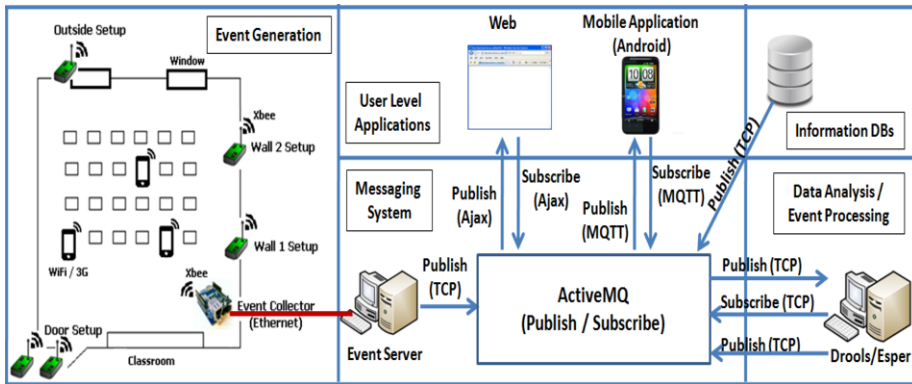 Outside Setup
Event Generation
Window
Xbee
Wall 2 Setup
Wall 1 Setup
WiFi / 3G
Xbee
Event Collector
(Ethernet)
Door Setup
Classroom
Web
Mobile Application
(Android)
10 08
User Level
Applications
Information DBs
Messaging
System
Publish
(Ajax)
Subscribe
(Ajax)
Publish
(MQTT)
Subscribe
(MQTT)
Publish (TCP)
Data Analysis /
Event Processing
Publish
(TCP)
Event Server
ActiveMQ
(Publish / Subscribe)
Publish (TCP)
Subscribe (TCP)
Publish (TCP)
Drools/Esper